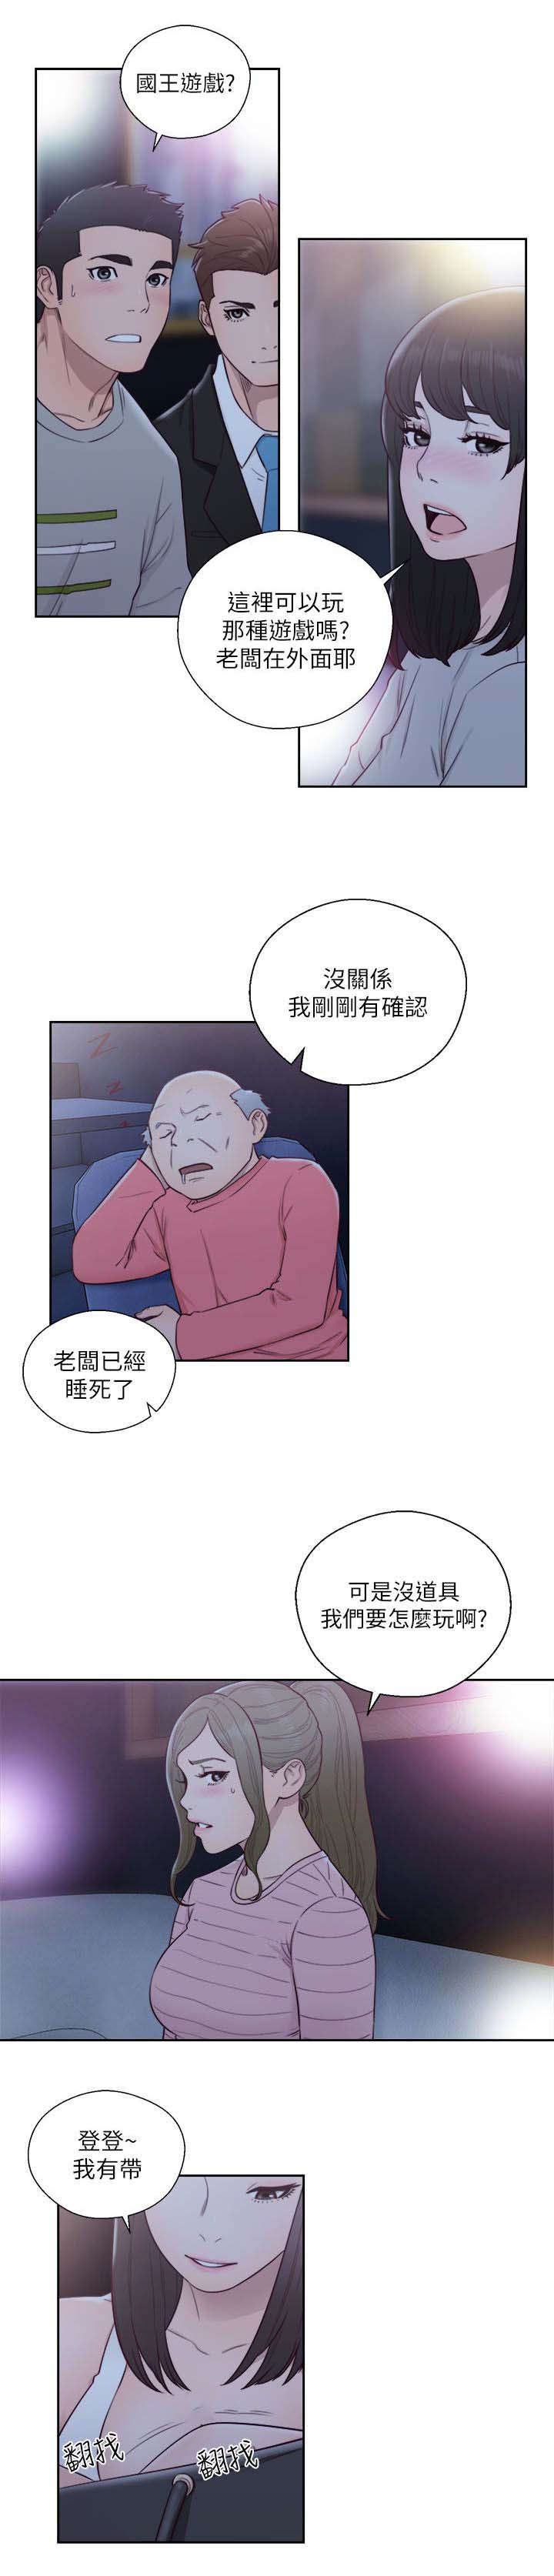 國王遊戲?
這裡可以玩
那種遊戲嗎?
老闆在外面耶
沒關係
我剛剛有確認
老闆已經
睡死了
可是沒道具
我們要怎麼玩啊?
登登~
我有帶
翻找
翻找